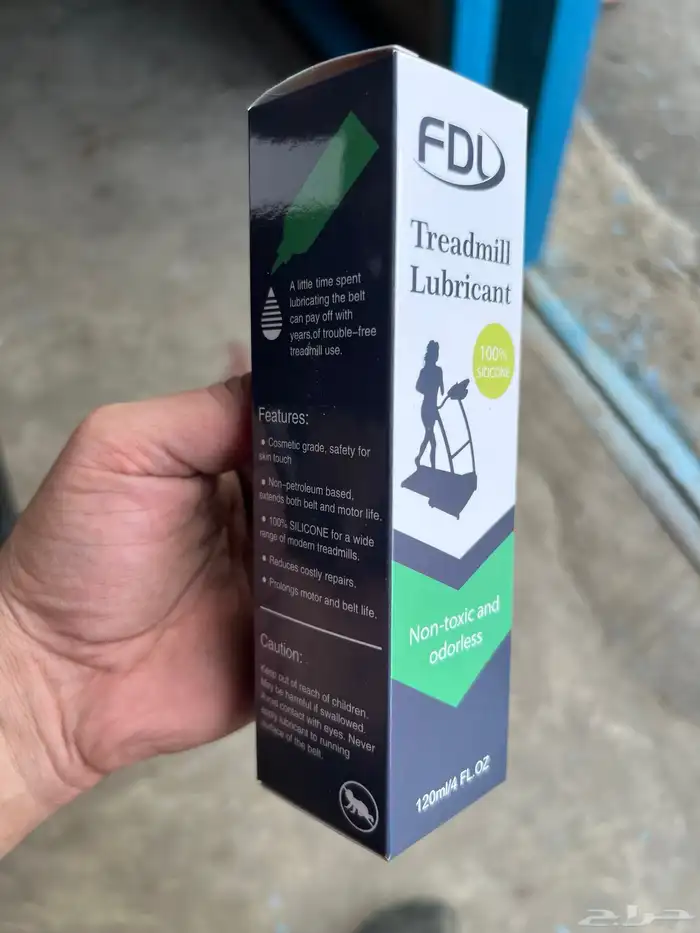 FDL
Treadmill
Lubricant
100%
SILICONE
Non-toxic and
odorless
120ml/4 FL.OZ
A little time spent
lubricating the belt
can pay off with
years.of trouble-free
treadmill use.
Features:
• Cosmetic grade, safety for
skin touch
• Non-petroleum based,
extends both belt and motor life.
• 100% SILICONE for a wide
range of modern treadmills.
• Reduces costly repairs.
• Prolongs motor and belt life.
Caution:
Keep out of reach of children.
May be harmful if swallowed.
Avoid contact with eyes. Never
apply lubricant to running
surface of the belt.
حراج